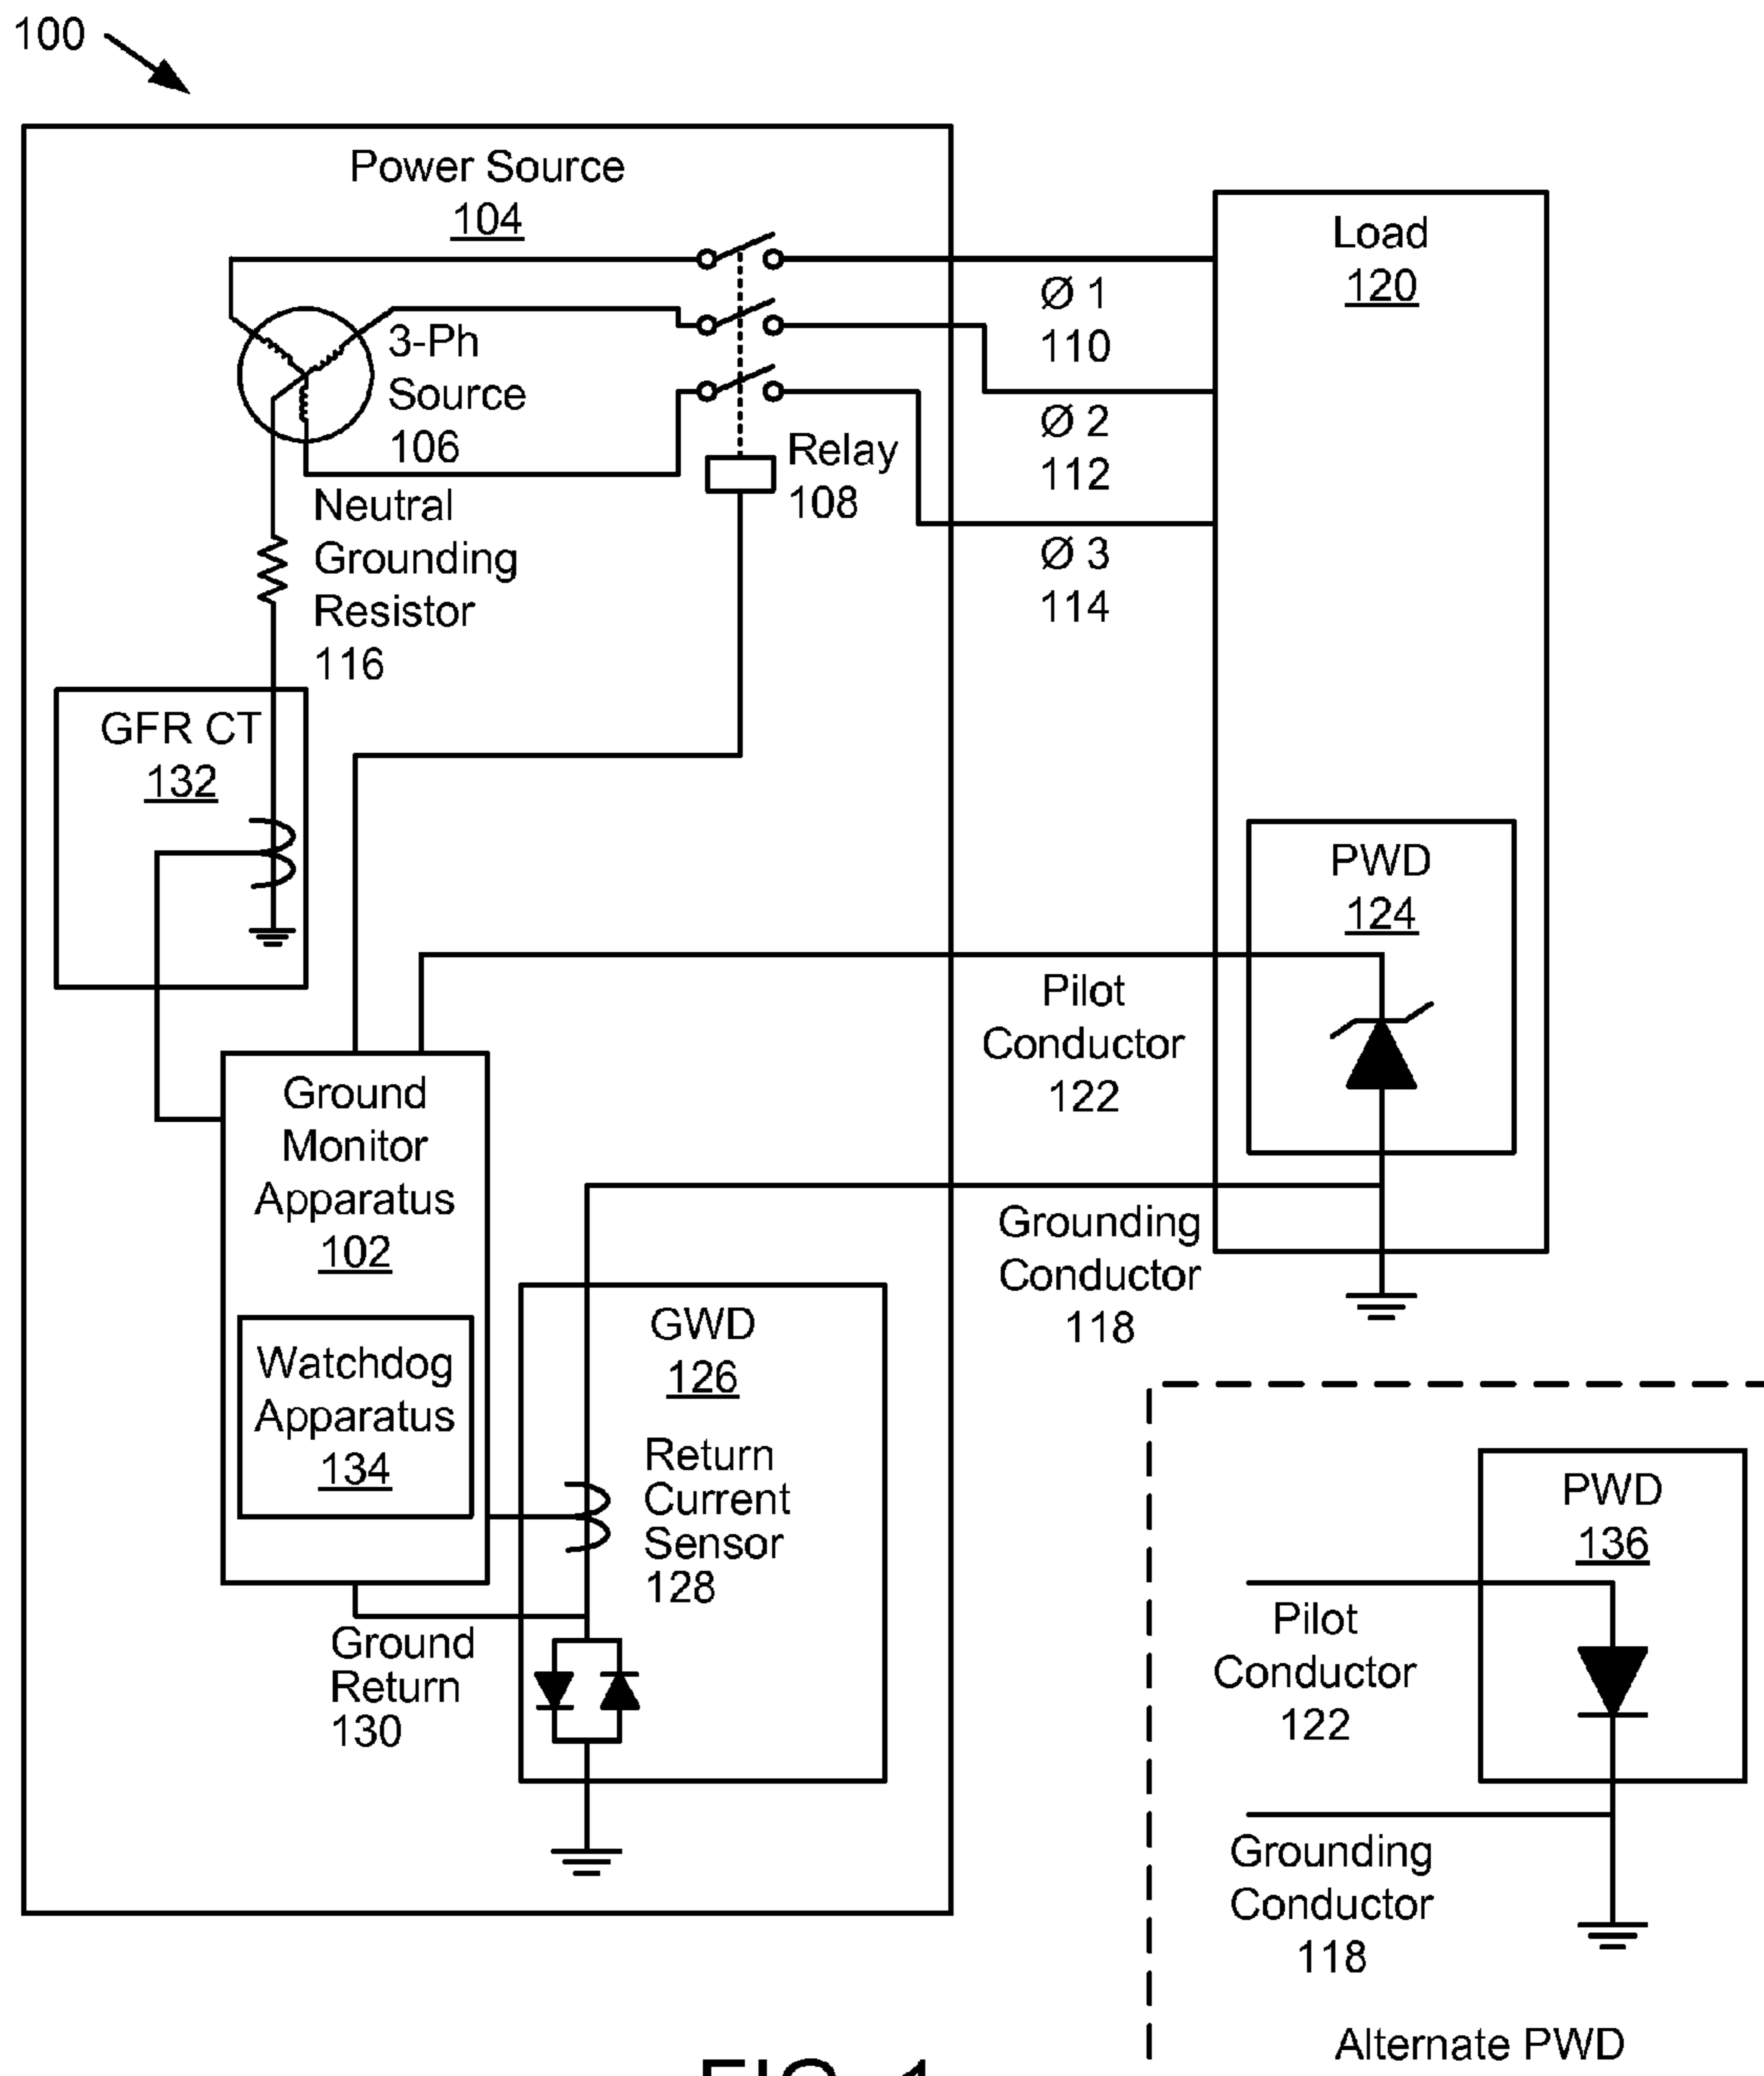 100
Power Source
104
3-Ph
Source
106
Neutral
Grounding
Resistor
116
Relay
108
Ø 1
110
Ø 2
112
Ø 3
114
Load
120
GFR CT
132
PWD
124
Pilot
Conductor
122
Ground
Monitor
Apparatus
102
Watchdog
Apparatus
134
Grounding
Conductor
118
GWD
126
Return
Current
Sensor
128
Ground
Return
130
PWD
136
Pilot
Conductor
122
Grounding
Conductor
118
Alternate PWD
FIG. 1